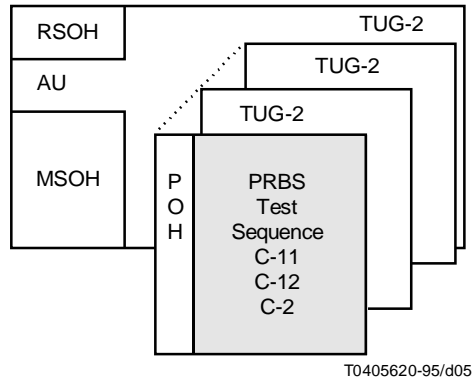 RSOH
TUG-2
AU
TUG-2
TUG-2
MSOH
P
O
H
PRBS
Test
Sequence
C-11
C-12
C-2
T0405620-95/d05